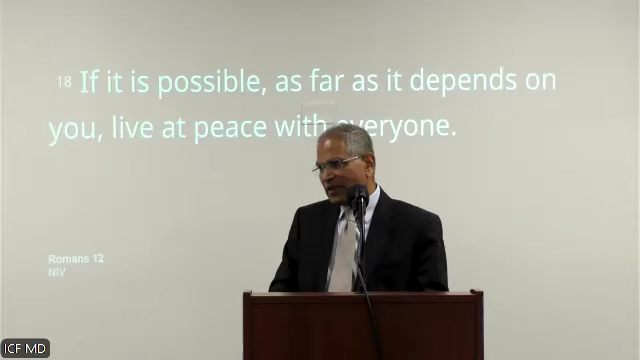 18 If it is possible, as far as it depends on
you, live at peace with everyone.
Romans 12
NIV
ICF MD